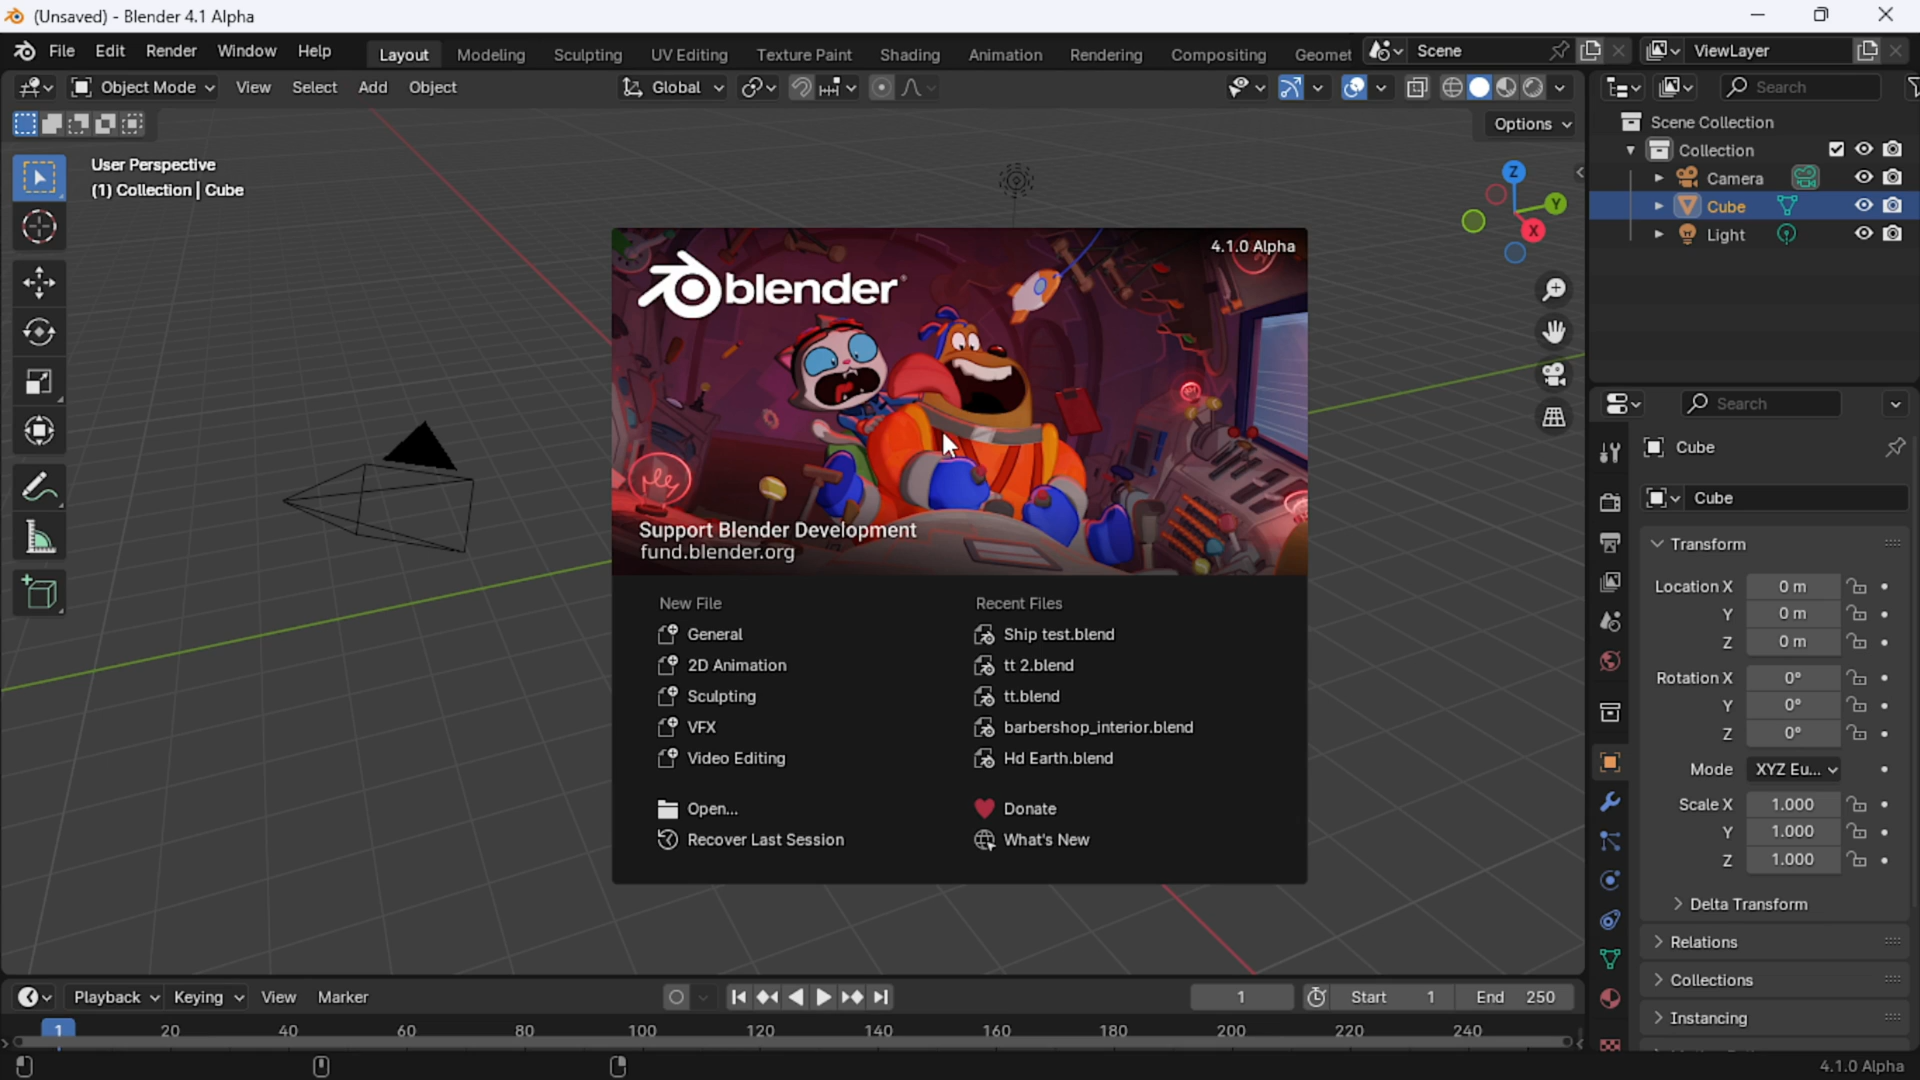 (Unsaved) - Blender 4.1 Alpha
File Edit Render Window Help Layout Modeling Sculpting UV Editing Texture Paint Shading Animation Rendering Compositing Geomet Scene ViewLayer
Object Mode View Select Add Object Global Search
Options
User Perspective
(1) Collection | Cube
Z
Y
X
Scene Collection
Collection
Camera
Cube
Light
blender
4.1.0 Alpha
Support Blender Development
fund.blender.org
New File
General
2D Animation
Sculpting
VFX
Video Editing
Open...
Recover Last Session
Recent Files
Ship test.blend
tt 2.blend
tt.blend
barbershop_interior.blend
Hd Earth.blend
Donate
What's New
Search
Cube
Cube
Transform
Location X 0 m
Y 0 m
Z 0 m
Rotation X 0°
Y 0°
Z 0°
Mode XYZ Eu...
Scale X 1.000
Y 1.000
Z 1.000
Delta Transform
Relations
Collections
Instancing
Playback Keying View Marker 1 Start 1 End 250
1 20 40 60 80 100 120 140 160 180 200 220 240
4.1.0 Alpha